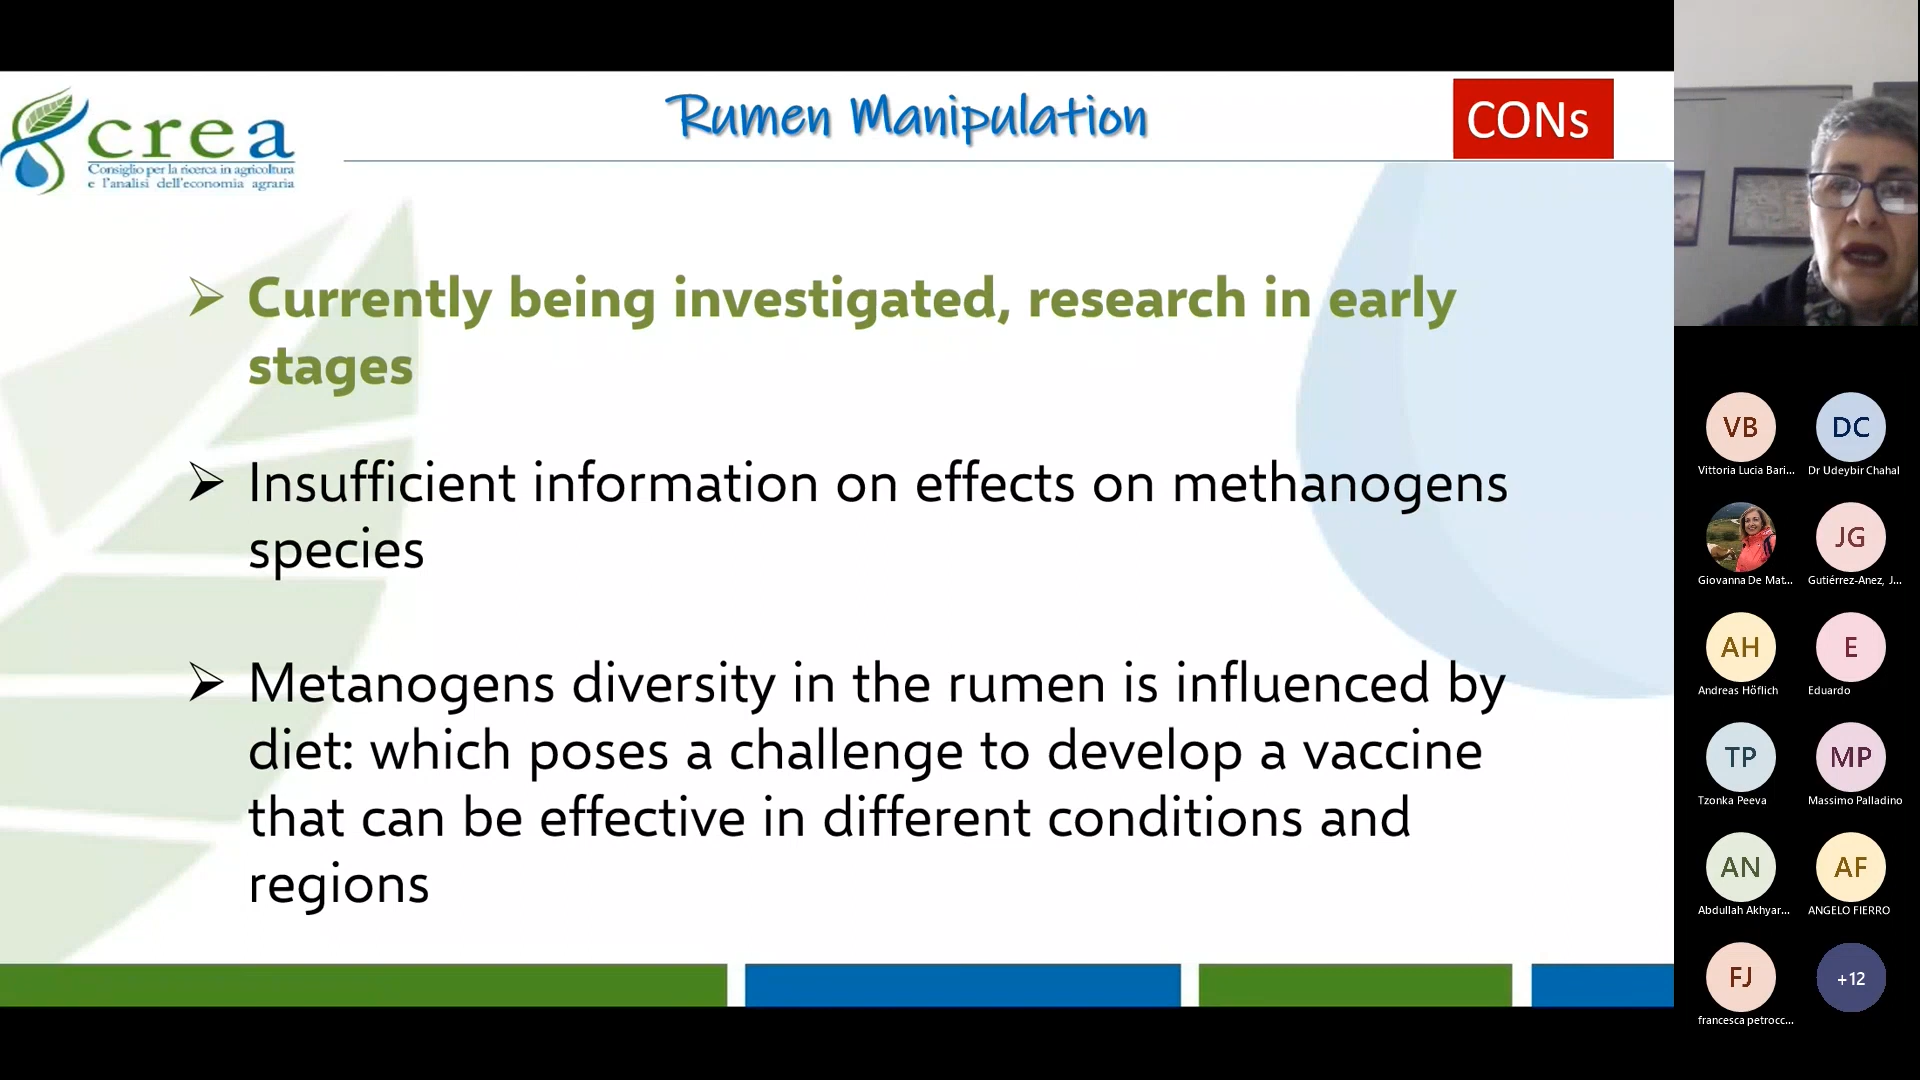 crea
Consiglio per la ricerca in agricoltura
e l'analisi dell'economia agraria
Rumen Manipulation
CONs
➢ Currently being investigated, research in early
stages
➢ Insufficient information on effects on methanogens
species
➢ Metanogens diversity in the rumen is influenced by
diet: which poses a challenge to develop a vaccine
that can be effective in different conditions and
regions
VB
DC
Vittoria Lucia Bari...
Dr Udeybir Chahal
JG
Giovanna De Mat...
Gutiérrez-Anez, J...
AH
E
Andreas Höflich
Eduardo
TP
MP
Tzonka Peeva
Massimo Palladino
AN
AF
Abdullah Akhyar...
ANGELO FIERRO
FJ
+12
francesca petrocc...